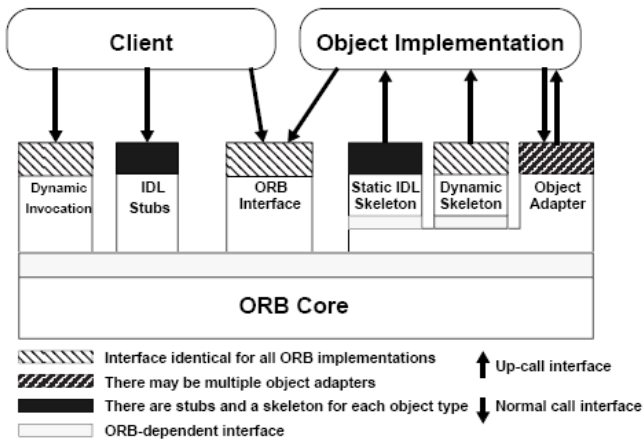 Client
Object Implementation
Dynamic
Invocation
IDL
Stubs
ORB
Interface
Static IDL
Skeleton
Dynamic
Skeleton
Object
Adapter
ORB Core
Interface identical for all ORB implementations
There may be multiple object adapters
There are stubs and a skeleton for each object type
ORB-dependent interface
Up-call interface
Normal call interface